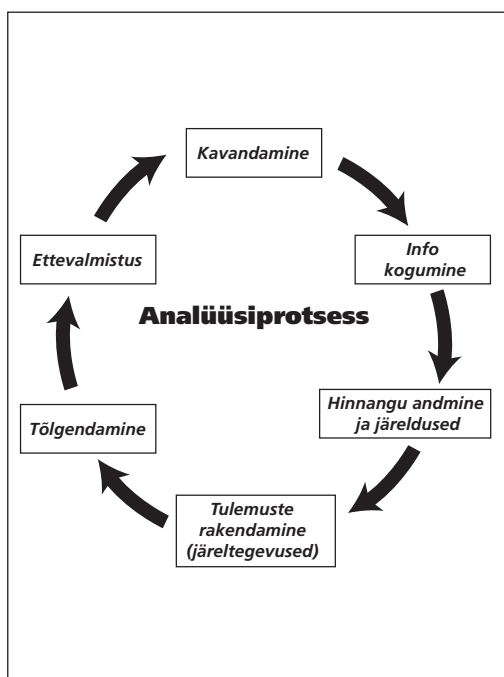 Kavandamine
Info
kogumine
Hinnangu andmine
ja järeldused
Tulemuste
rakendamine
(järeltegevused)
Tõlgendamine
Ettevalmistus
Analüüsiprotsess